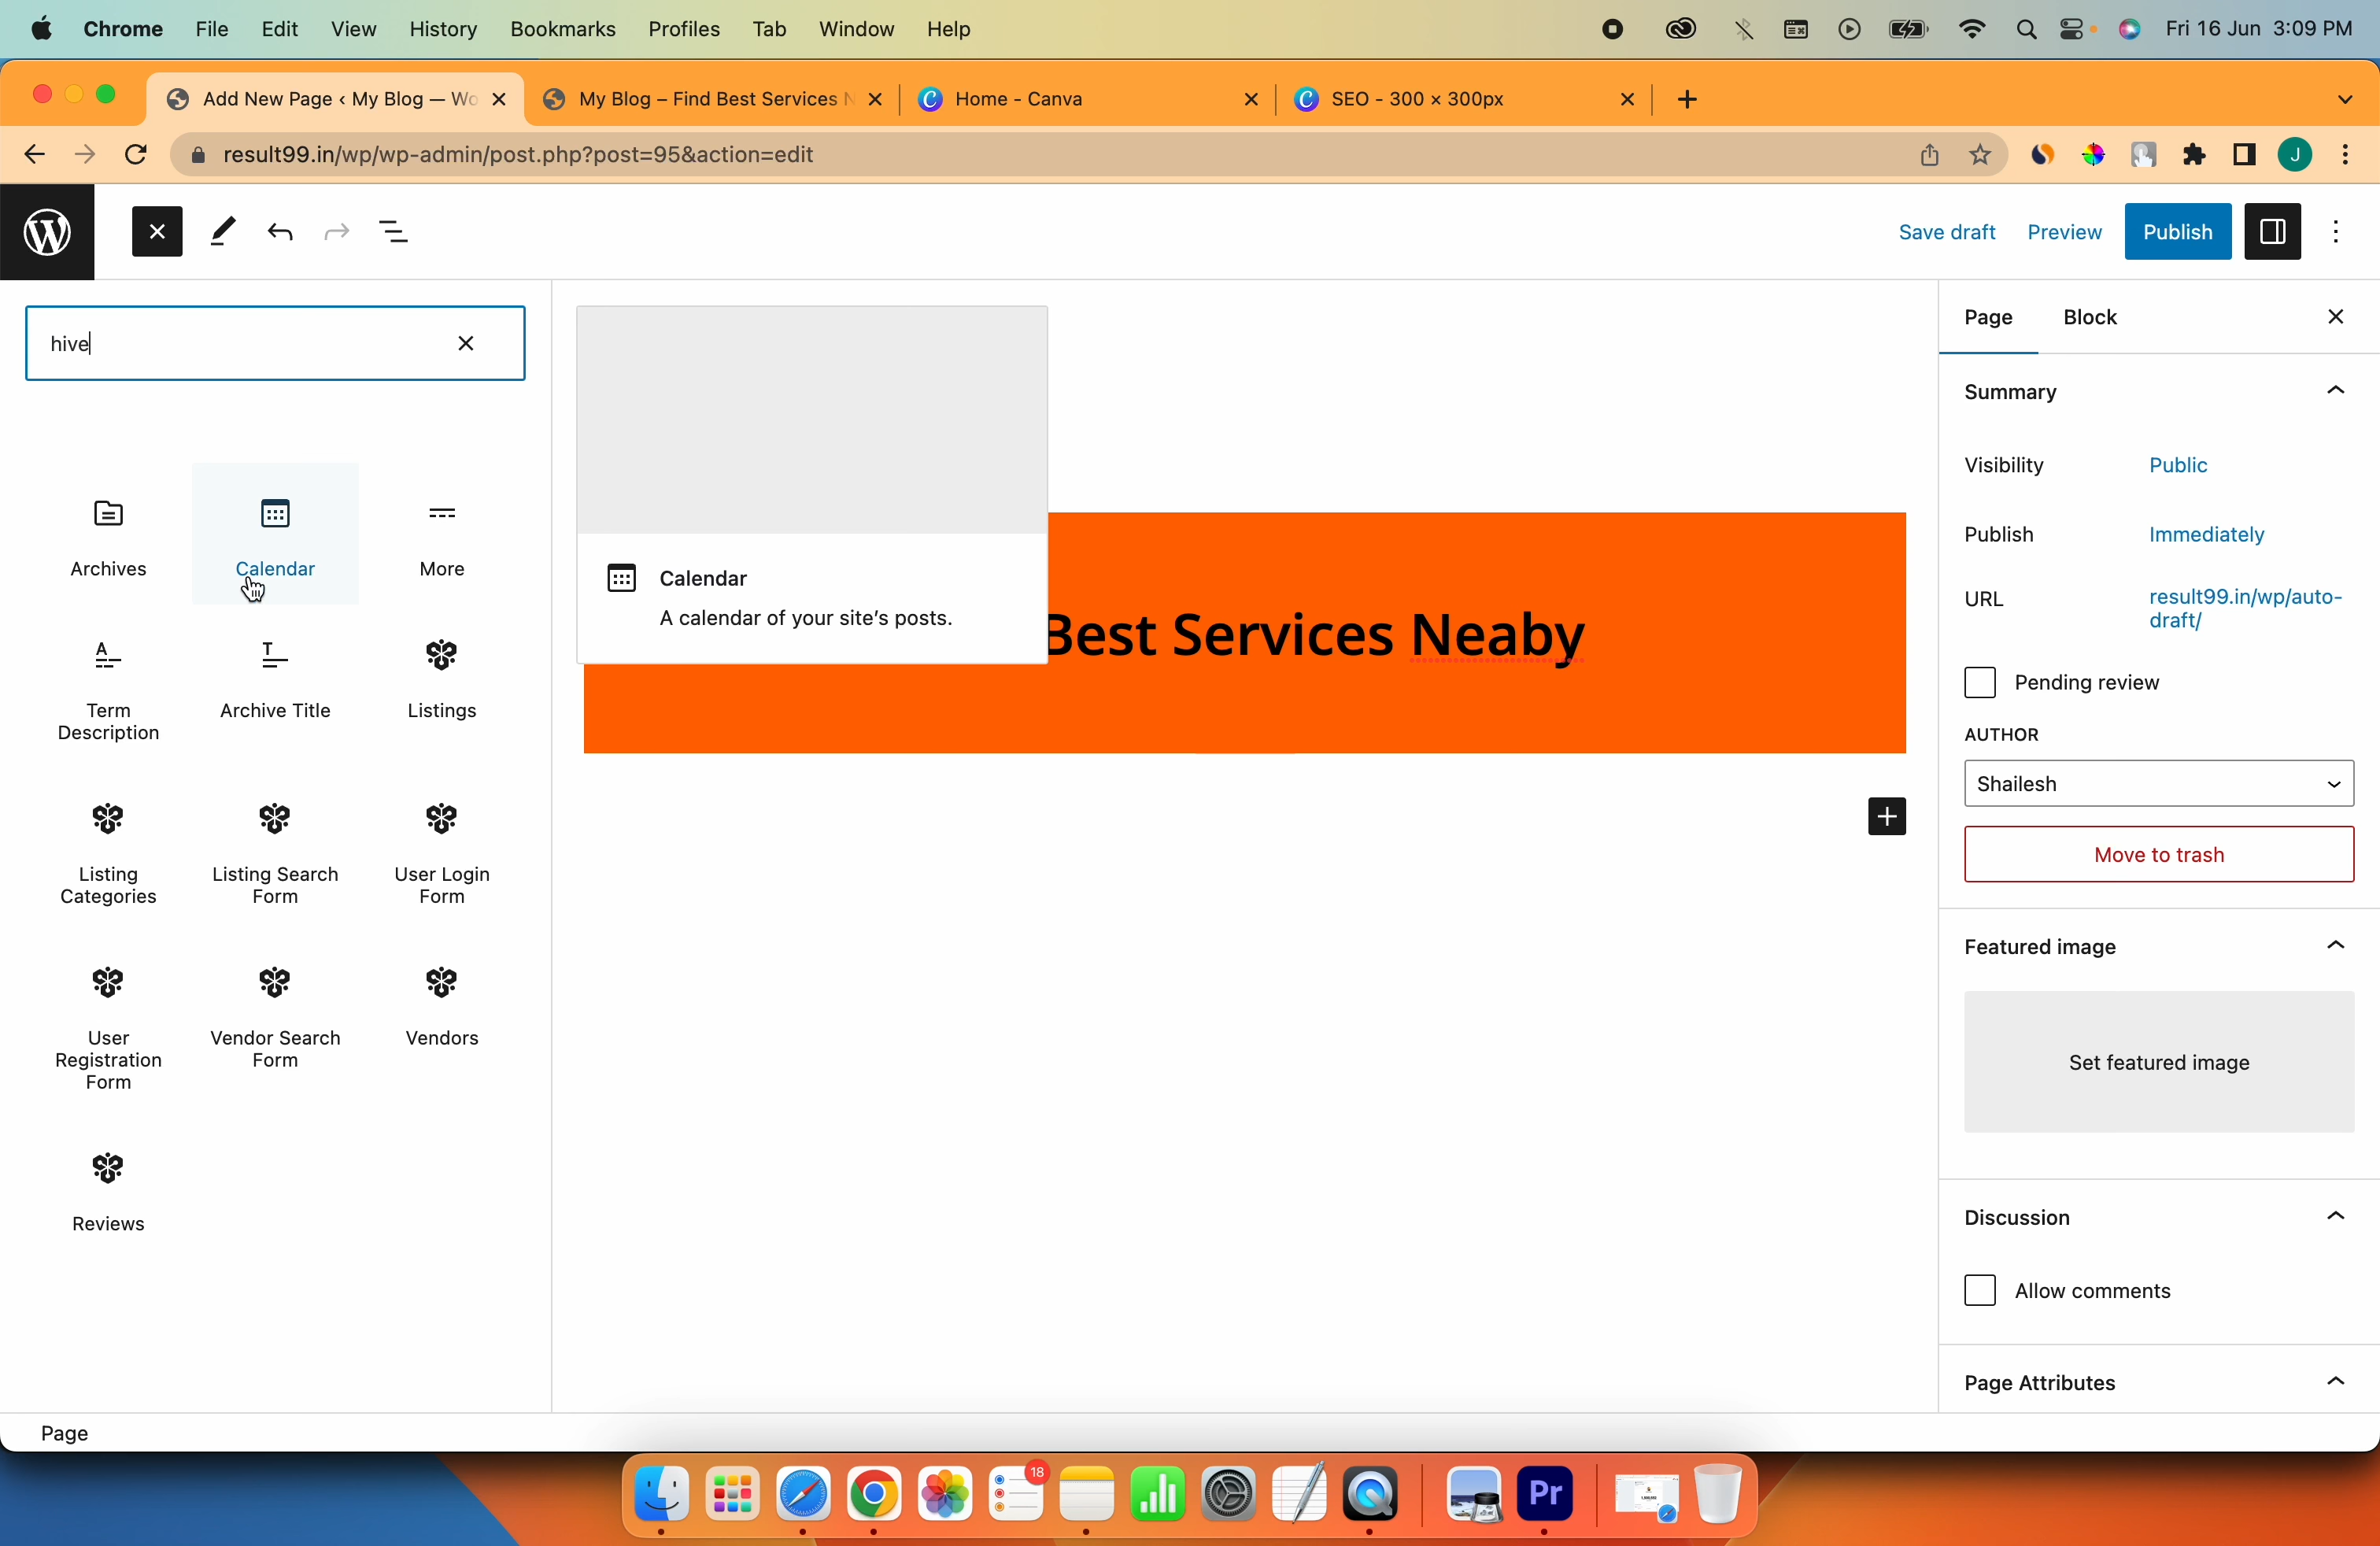 Chrome File Edit View History Bookmarks Profiles Tab Window Help Fri 16 Jun 3:09 PM
Add New Page ‹ My Blog — Wo
My Blog – Find Best Services N
Home - Canva
SEO - 300 × 300px
result99.in/wp/wp-admin/post.php?post=95&action=edit
J
Save draft Preview Publish
hive
Archives Calendar More
Term Description
Archive Title
Listings
Listing Categories
Listing Search Form
User Login Form
User Registration Form
Vendor Search Form
Vendors
Reviews
Calendar
A calendar of your site's posts.
Best Services Neaby
Page Block
Summary
Visibility Public
Publish Immediately
URL result99.in/wp/auto-
draft/
Pending review
AUTHOR
Shailesh
Move to trash
Featured image
Set featured image
Discussion
Allow comments
Page Attributes
Page
18
Pr